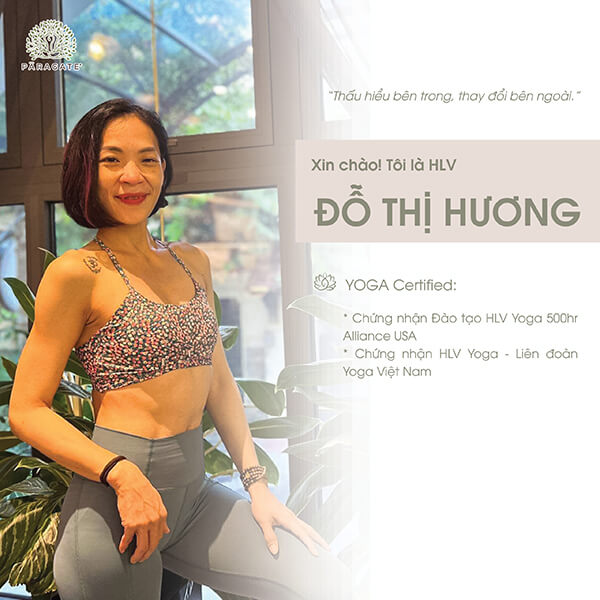 PARAGATE®
“Thấu hiểu bên trong, thay đổi bên ngoài.”
Xin chào! Tôi là HLV
ĐỖ THỊ HƯƠNG
YOGA Certified:
* Chứng nhận Đào tạo HLV Yoga 500hr
Alliance USA
* Chứng nhận HLV Yoga - Liên đoàn
Yoga Việt Nam